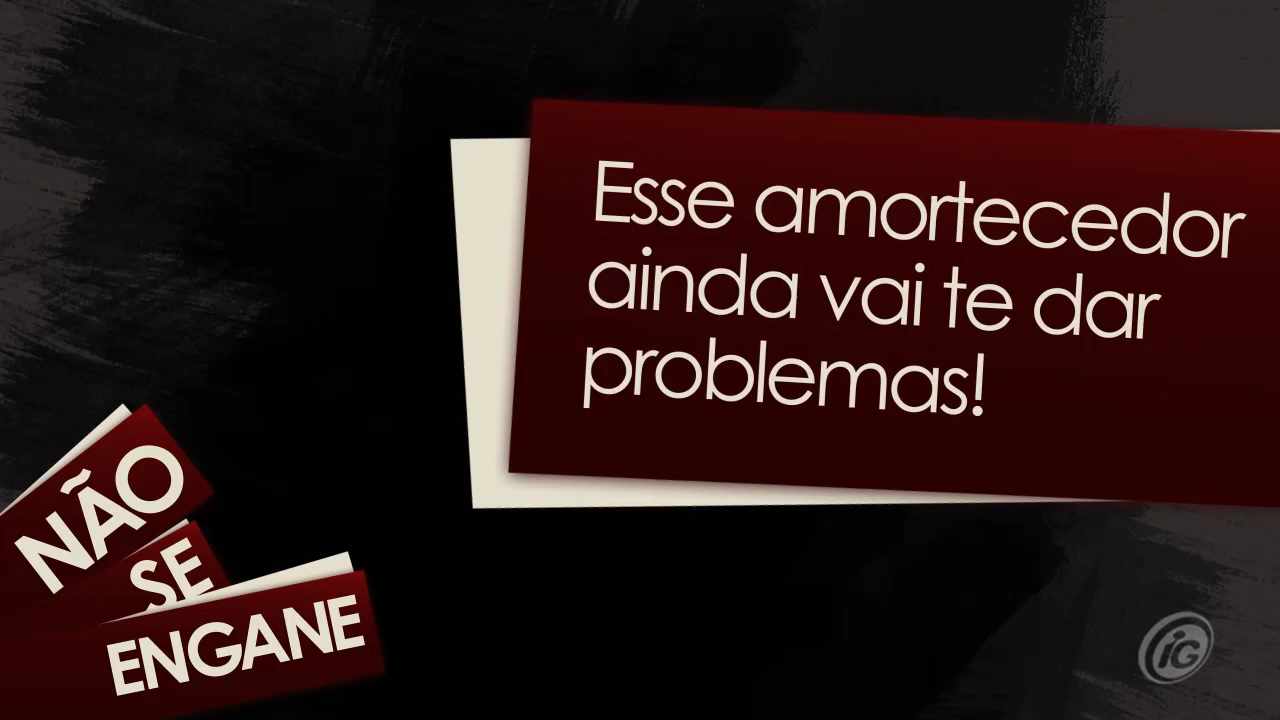 Esse amortecedor
ainda vai te dar
problemas!
NÃO
SE
ENGANE
iG